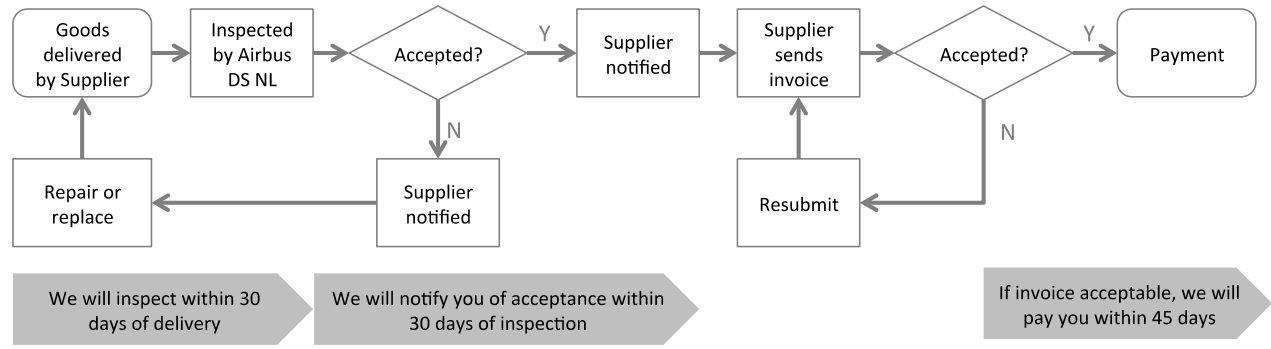 Goods
delivered
by Supplier
Inspected
by Airbus
DS NL
Accepted?
Y
Supplier
notified
Supplier
sends
invoice
Accepted?
Y
Payment
N
N
Repair or
replace
Supplier
notified
Resubmit
We will inspect within 30
days of delivery
We will notify you of acceptance within
30 days of inspection
If invoice acceptable, we will
pay you within 45 days